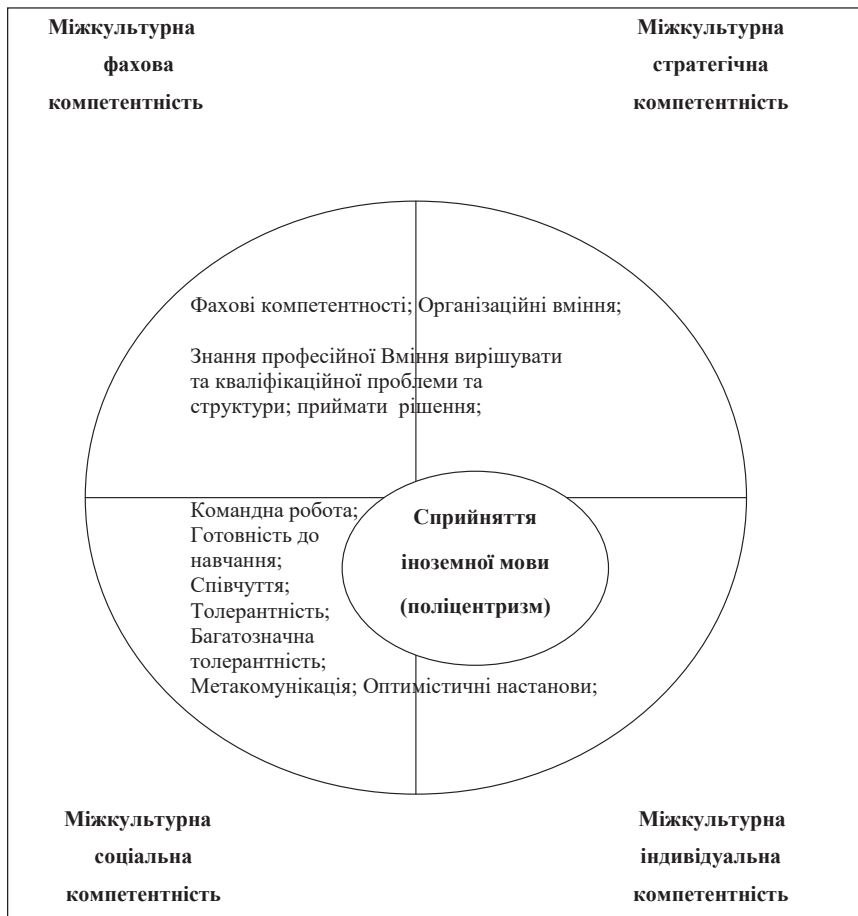 Міжкультурна
фахова
компетентність
Міжкультурна
стратегічна
компетентність
Фахові компетентності; Організаційні вміння;
Знання професійної Вміння вирішувати
та кваліфікаційної проблеми та
структури; приймати рішення;
Командна робота;
Готовність до
навчання;
Співчуття;
Толерантність;
Багатозначна
толерантність;
Метакомунікація; Оптимістичні настанови;
Сприйняття
іноземної мови
(поліцентризм)
Міжкультурна
соціальна
компетентність
Міжкультурна
індивідуальна
компетентність